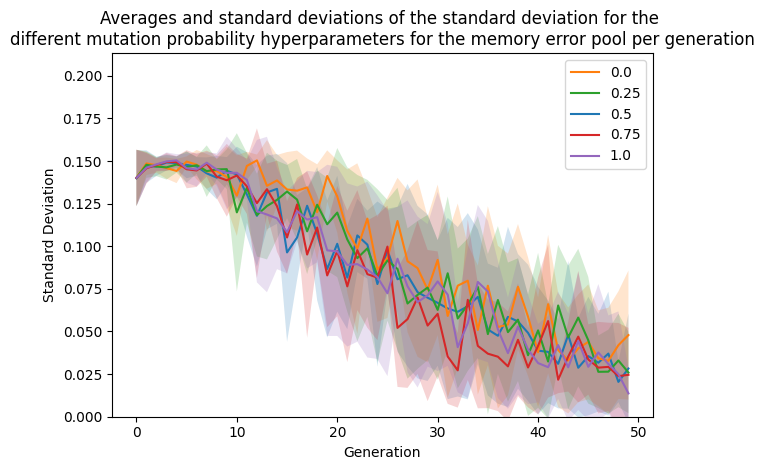 Averages and standard deviations of the standard deviation for the
different mutation probability hyperparameters for the memory error pool per generation
0.200
0.175
0.150
0.125
0.100
0.075
0.050
0.025
0.000
Standard Deviation
0.0
0.25
0.5
0.75
1.0
0 10 20 30 40 50
Generation